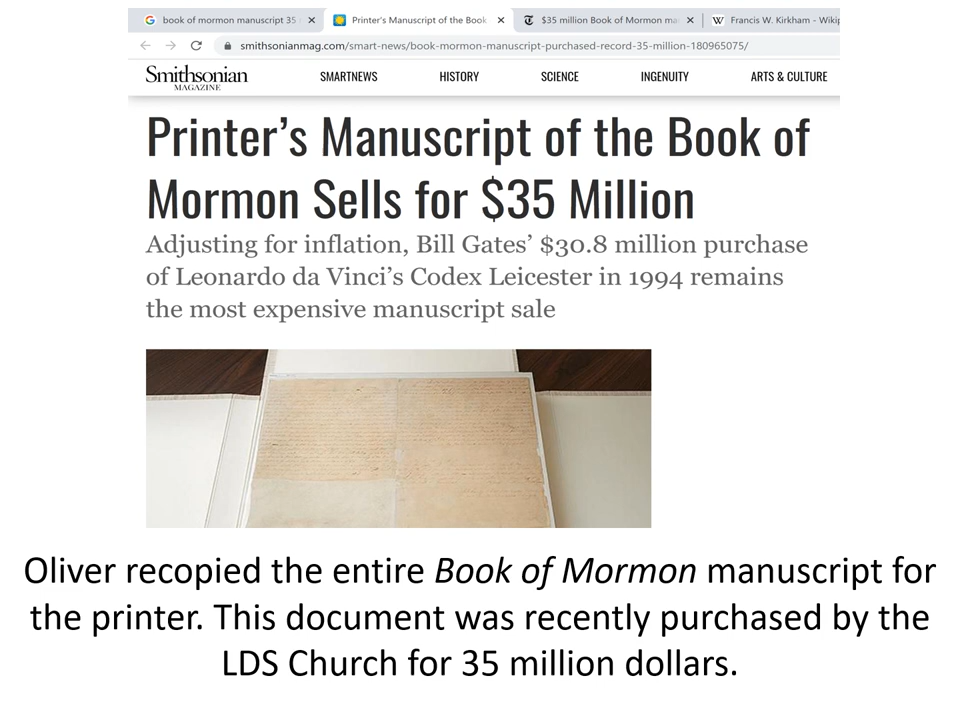 book of mormon manuscript 35
Printer's Manuscript of the Book
$35 million Book of Mormon ma
Francis W. Kirkham - Wikip
smithsonianmag.com/smart-news/book-mormon-manuscript-purchased-record-35-million-180965075/
Smithsonian
MAGAZINE
SMARTNEWS HISTORY SCIENCE INGENUITY ARTS & CULTURE
Printer's Manuscript of the Book of
Mormon Sells for $35 Million
Adjusting for inflation, Bill Gates' $30.8 million purchase
of Leonardo da Vinci's Codex Leicester in 1994 remains
the most expensive manuscript sale
Oliver recopied the entire Book of Mormon manuscript for
the printer. This document was recently purchased by the
LDS Church for 35 million dollars.